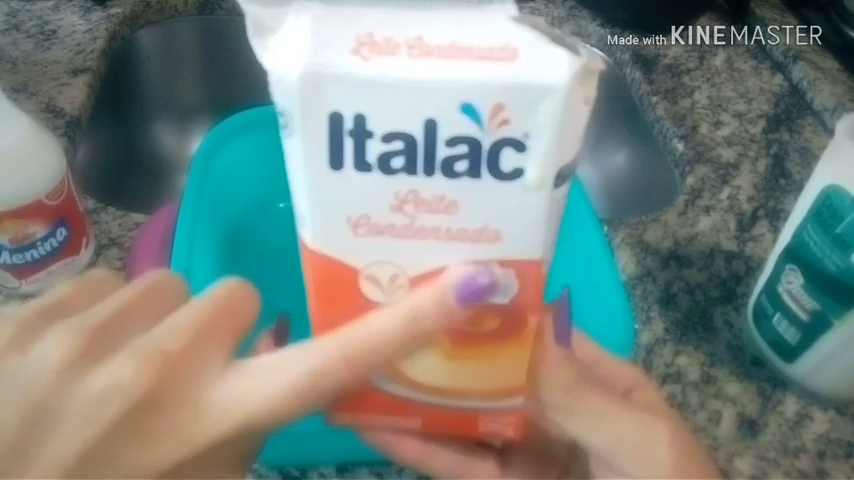 Made with KINEMASTER
Leite Condensado
Italac
Leite
Condensado
Menina